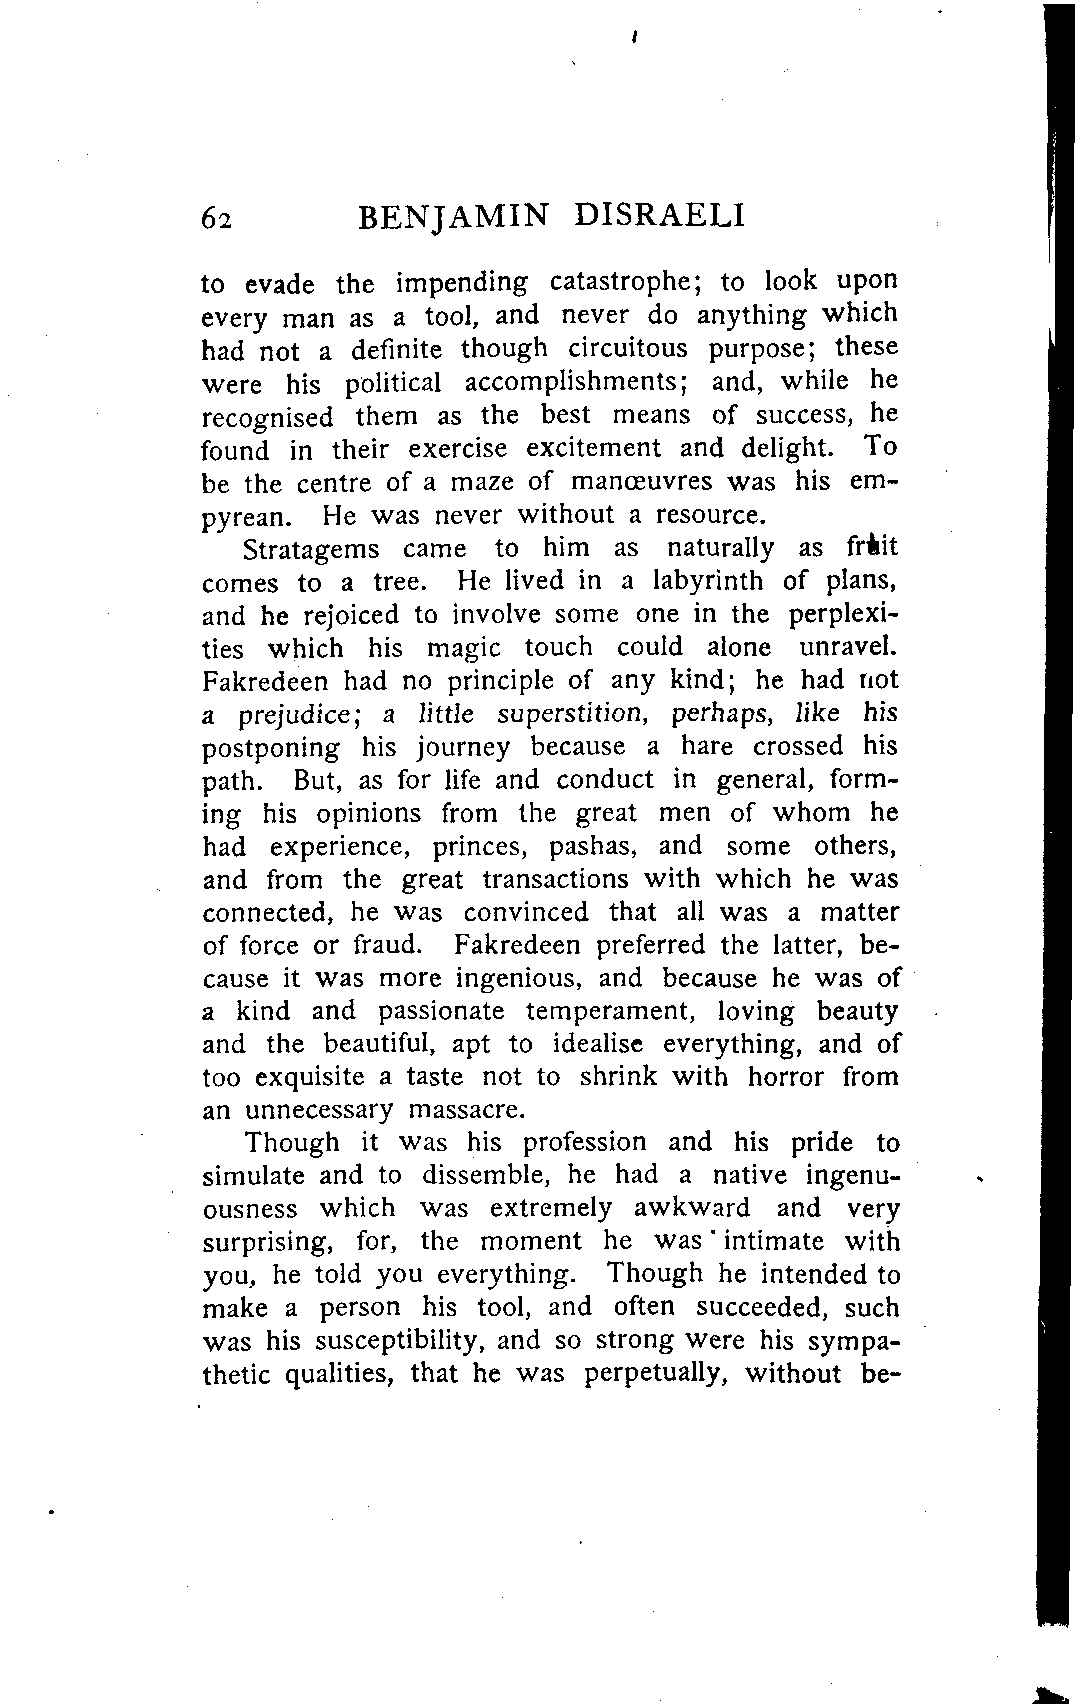 62 BENJAMIN DISRAELI
to evade the impending catastrophe; to look upon
every man as a tool, and never do anything which
had not a definite though circuitous purpose; these
were his political accomplishments; and, while he
recognised them as the best means of success, he
found in their exercise excitement and delight. To
be the centre of a maze of manœuvres was his em-
pyrean. He was never without a resource.
Stratagems came to him as naturally as fruit
comes to a tree. He lived in a labyrinth of plans,
and he rejoiced to involve some one in the perplexi-
ties which his magic touch could alone unravel.
Fakredeen had no principle of any kind; he had not
a prejudice; a little superstition, perhaps, like his
postponing his journey because a hare crossed his
path. But, as for life and conduct in general, form-
ing his opinions from the great men of whom he
had experience, princes, pashas, and some others,
and from the great transactions with which he was
connected, he was convinced that all was a matter
of force or fraud. Fakredeen preferred the latter, be-
cause it was more ingenious, and because he was of
a kind and passionate temperament, loving beauty
and the beautiful, apt to idealise everything, and of
too exquisite a taste not to shrink with horror from
an unnecessary massacre.
Though it was his profession and his pride to
simulate and to dissemble, he had a native ingenu-
ousness which was extremely awkward and very
surprising, for, the moment he was intimate with
you, he told you everything. Though he intended to
make a person his tool, and often succeeded, such
was his susceptibility, and so strong were his sympa-
thetic qualities, that he was perpetually, without be-